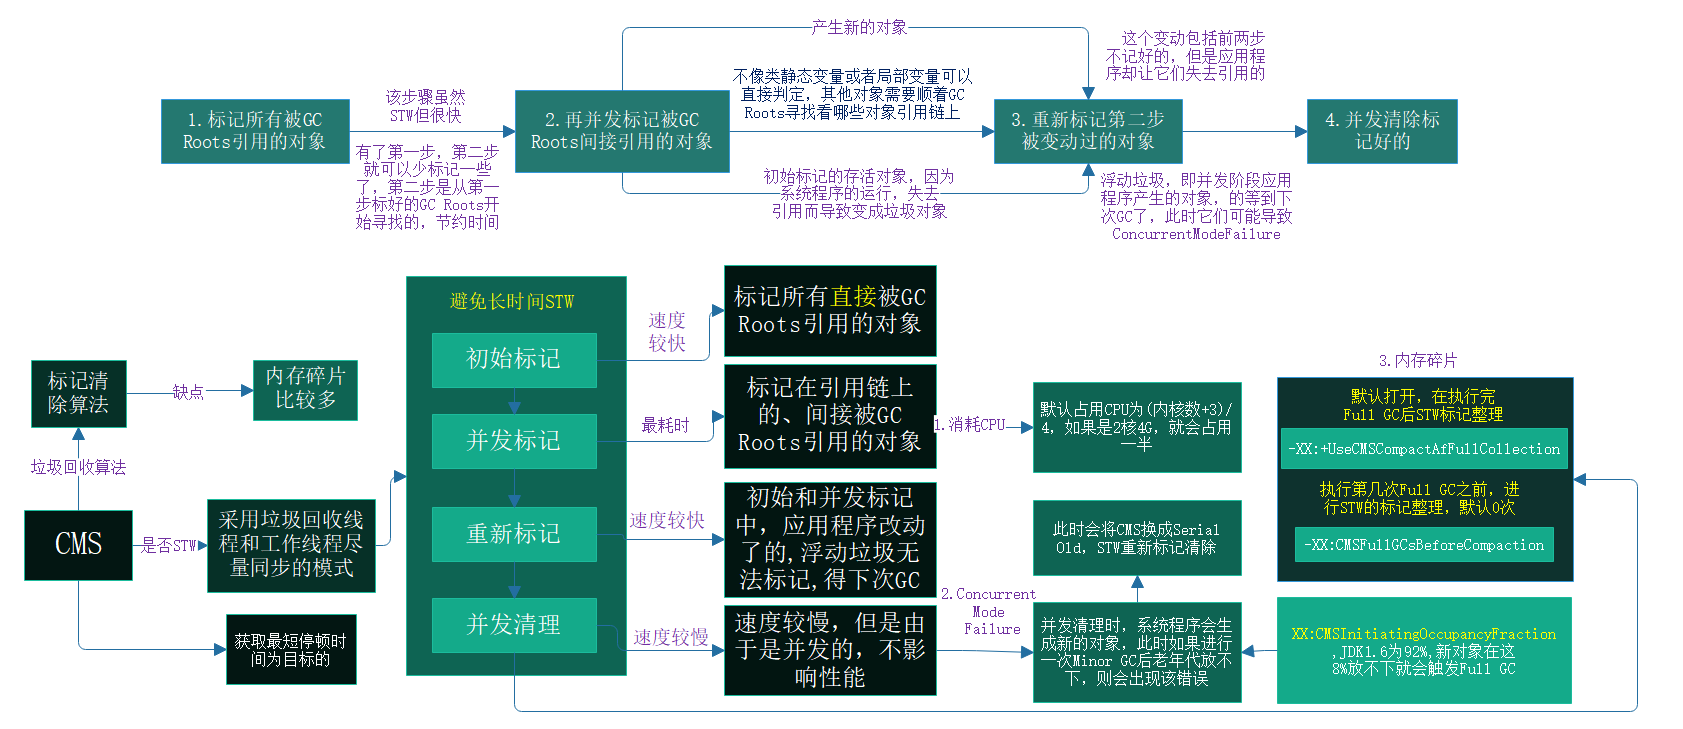 产生新的对象
这个变动包括前两步
不记好的，但是应用程
序却让它们失去引用的
不像类静态变量或者局部变量可以
直接判定，其他对象需要顺着GC
Roots寻找看哪些对象引用链上
该步骤虽然
STW但很快
1.标记所有被GC
Roots引用的对象
2.再并发标记被GC
Roots间接引用的对象
3.重新标记第二步
被变动过的对象
4.并发清除标
记好的
有了第一步，第二步
就可以少标记一些
了，第二步是从第一
步标好的GC Roots开
始寻找的，节约时间
初始标记的存活对象，因为
系统程序的运行，失去
引用而导致变成垃圾对象
浮动垃圾，即并发阶段应用
程序产生的对象，的等到下
次GC了，此时它们可能导致
ConcurrentModeFailure
避免长时间STW
初始标记
并发标记
重新标记
并发清理
速度
较快
标记所有直接被GC
Roots引用的对象
最耗时
标记在引用链上
的、间接被GC
Roots引用的对象
速度较快
初始和并发标记
中，应用程序改动
了的,浮动垃圾无
法标记,得下次GC
速度较慢
速度较慢，但是由
于是并发的，不影
响性能
标记清
除算法
缺点
内存碎片
比较多
垃圾回收算法
CMS
是否STW
采用垃圾回收线
程和工作线程尽
量同步的模式
获取最短停顿时
间为目标的
1.消耗CPU
默认占用CPU为(内核数+3)/
4，如果是2核4G，就会占用
一半
此时会将CMS换成Serial
Old，STW重新标记清除
2.Concurrent
Mode
Failure
并发清理时，系统程序会生
成新的对象，此时如果进行
一次Minor GC后老年代放不
下，则会出现该错误
3.内存碎片
默认打开，在执行完
Full GC后STW标记整理
-XX:+UseCMSCompactAfFullCollection
执行第几次Full GC之前，进
行STW的标记整理，默认0次
-XX:CMSFullGCsBeforeCompaction
XX:CMSInitiatingOccupancyFraction
,JDK1.6为92%,新对象在这
8%放不下就会触发Full GC